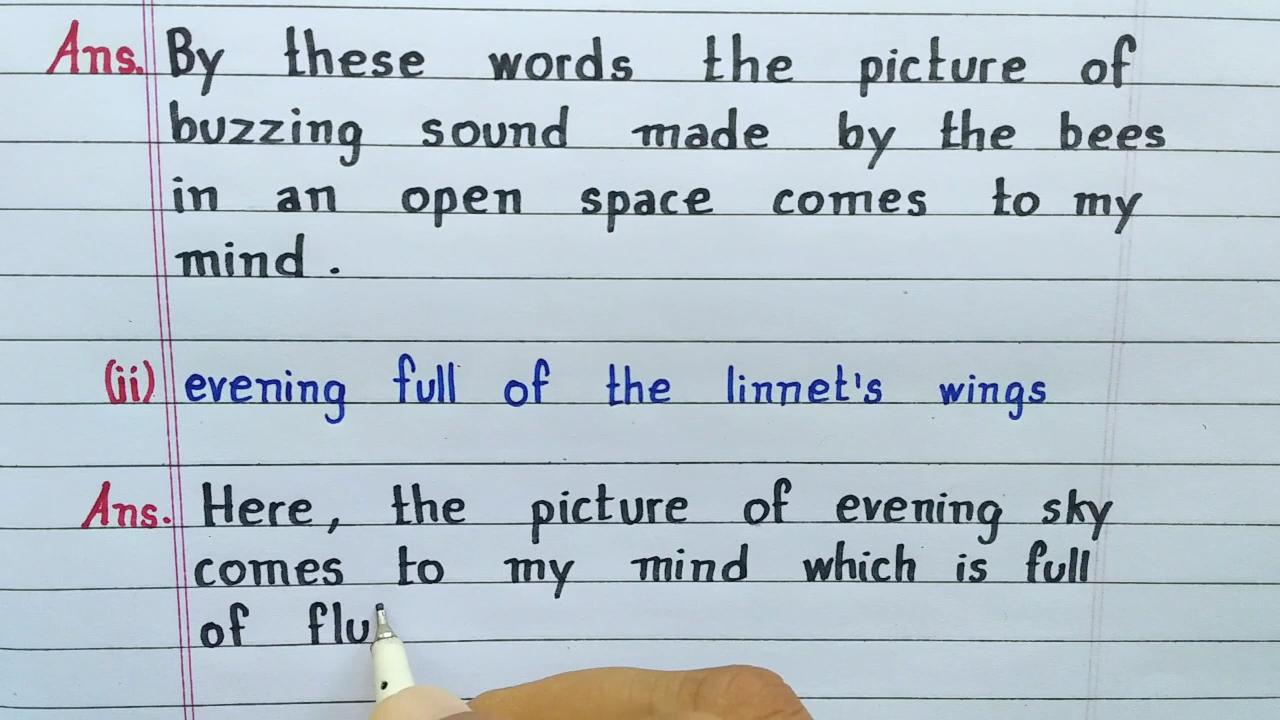 Ans. By these words the picture of
buzzing sound made by the bees
in an open space comes to my
mind.
(ii) evening full of the linnet's wings
Ans. Here, the picture of evening sky
comes to my mind which is full
of flu